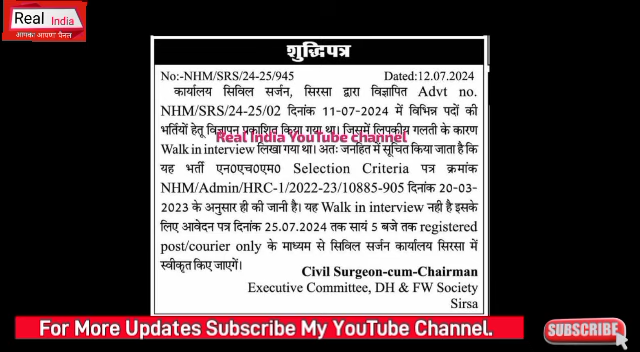 Real India
आपका अपना चैनल
शुद्धिपत्र
No:-NHM/SRS/24-25/945 Dated:12.07.2024
कार्यालय सिविल सर्जन, सिरसा द्वारा विज्ञापित Advt no.
NHM/SRS/24-25/02 दिनांक 11-07-2024 में विभिन्न पदों की
भर्तियों हेतू विज्ञापन प्रकाशित किया गया था। जिसमें लिपकीय गलती के कारण
Real India YouTube channel
Walk in interview लिखा गया था। अतः जनहित में सूचित किया जाता है कि
यह भर्ती एन०एच०एम० Selection Criteria पत्र क्रमांक
NHM/Admin/HRC-1/2022-23/10885-905 दिनांक 20-03-
2023 के अनुसार ही की जानी है। यह Walk in interview नही है इसके
लिए आवेदन पत्र दिनांक 25.07.2024 तक सायं 5 बजे तक registered
post/courier only के माध्यम से सिविल सर्जन कार्यालय सिरसा में
स्वीकृत किए जाएगें।
Civil Surgeon-cum-Chairman
Executive Committee, DH & FW Society
Sirsa
For More Updates Subscribe My YouTube Channel.
SUBSCRIBE